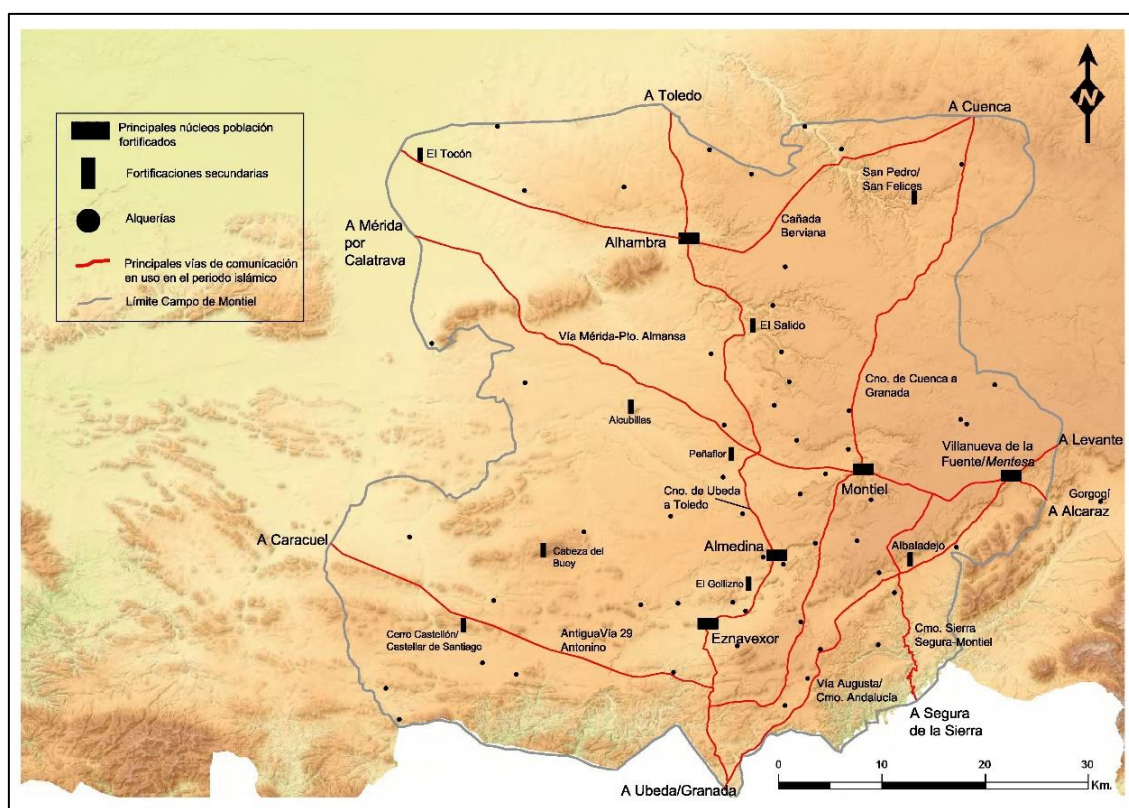 Principales núcleos población
fortificados
Fortificaciones secundarias
Alquerías
Principales vías de comunicación
en uso en el periodo islámico
Límite Campo de Montiel
A Toledo
A Cuenca
N
El Tocón
San Pedro/
San Felices
A Mérida
por
Calatrava
Alhambra
Cañada
Berviana
El Salido
Vía Mérida-Pto. Almansa
Cno. de Cuenca a
Granada
Alcubillas
Peñaflor
Villanueva de la
Fuente/Mentesa
A Levante
Montiel
Cno. de Ubeda
a Toledo
Gorgogí
A Alcaraz
A Caracuel
Cabeza del
Buoy
Almedina
Albaladejo
El Gollizno
Cerro Castellón/
Castellar de Santiago
AntiguaVía 29
Antonino
Eznavexor
Cmo. Sierra
Segura-Montiel
Vía Augusta/
Cmo. Andalucía
A Segura
de la Sierra
A Ubeda/Granada
0 10 20 30
Km.